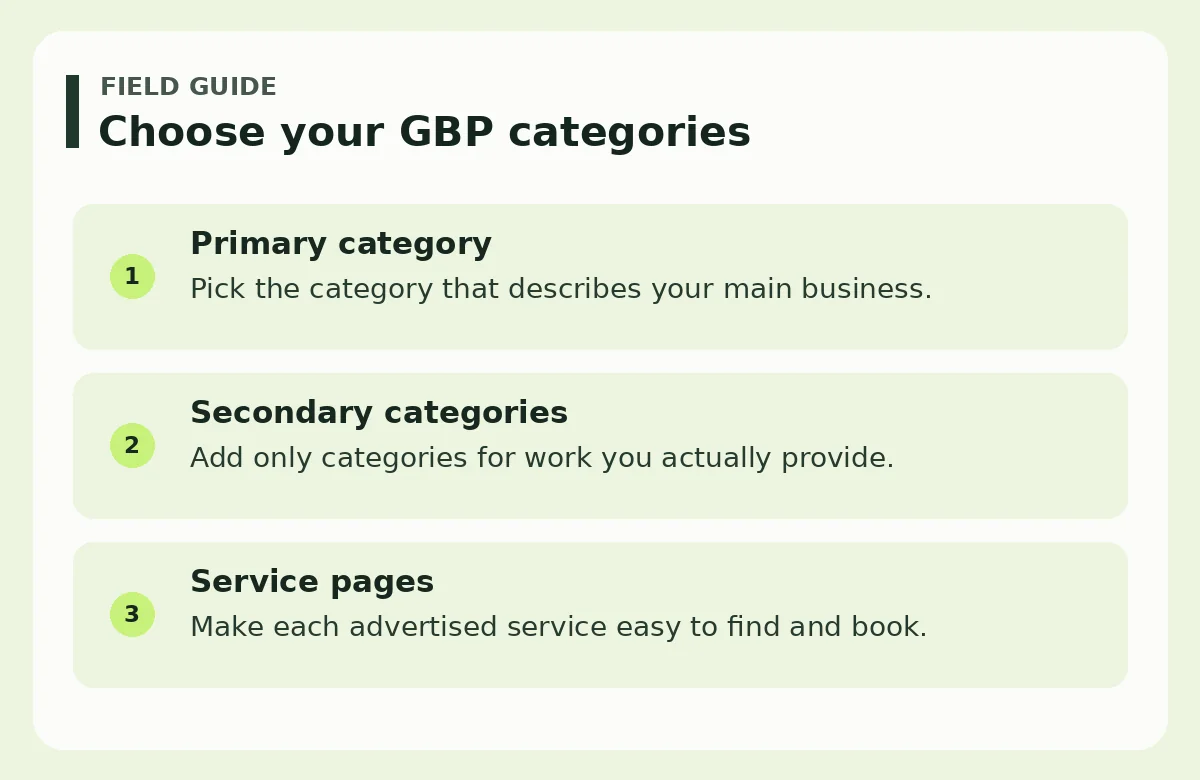 FIELD GUIDE
Choose your GBP categories
1
Primary category
Pick the category that describes your main business.
2
Secondary categories
Add only categories for work you actually provide.
3
Service pages
Make each advertised service easy to find and book.